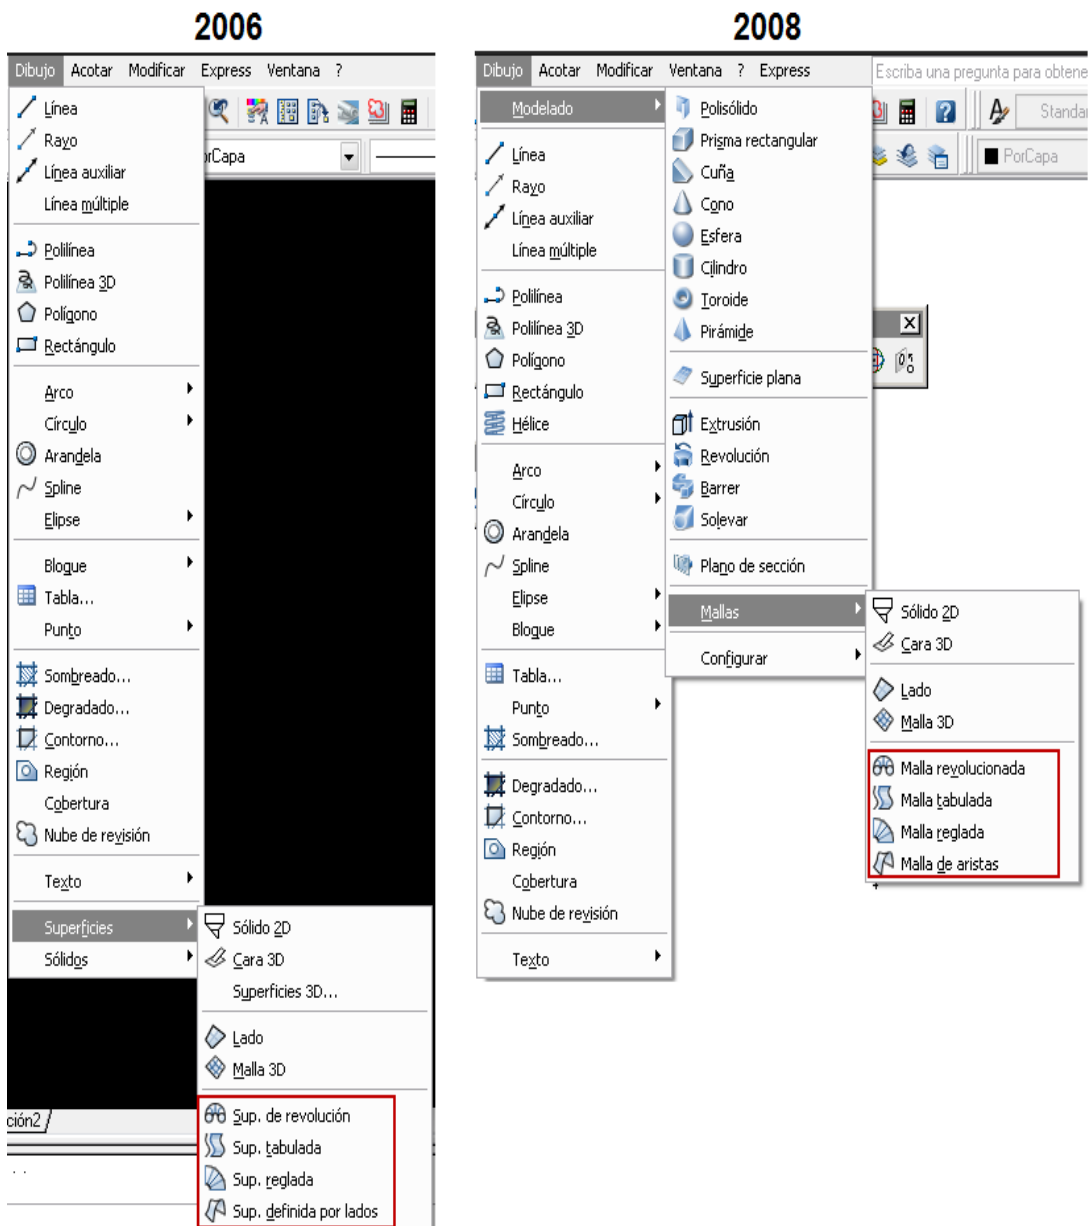 2006
Dibujo Acotar Modificar Express Ventana ?
Línea
Rayo
Línea auxiliar
Línea múltiple
Polilínea
Polilínea 3D
Polígono
Rectángulo
Arco
Círculo
Arandela
Spline
Elipse
Bloque
Tabla...
Punto
Sombreado...
Degradado...
Contorno...
Región
Cobertura
Nube de revisión
Texto
Superficies
Sólidos
orCapa
Sólido 2D
Cara 3D
Superficies 3D...
Lado
Malla 3D
Sup. de revolución
Sup. tabulada
Sup. reglada
Sup. definida por lados
ción2
2008
Dibujo Acotar Modificar Ventana ? Express
Escriba una pregunta para obtene
Standar
PorCapa
Modelado
Línea
Rayo
Línea auxiliar
Línea múltiple
Polilínea
Polilínea 3D
Polígono
Rectángulo
Hélice
Arco
Círculo
Arandela
Spline
Elipse
Bloque
Tabla...
Punto
Sombreado...
Degradado...
Contorno...
Región
Cobertura
Nube de revisión
Texto
Polisólido
Prisma rectangular
Cuña
Cono
Esfera
Cilindro
Toroide
Pirámide
Superficie plana
Extrusión
Revolución
Barrer
Solevar
Plano de sección
Mallas
Configurar
Sólido 2D
Cara 3D
Lado
Malla 3D
Malla revolucionada
Malla tabulada
Malla reglada
Malla de aristas